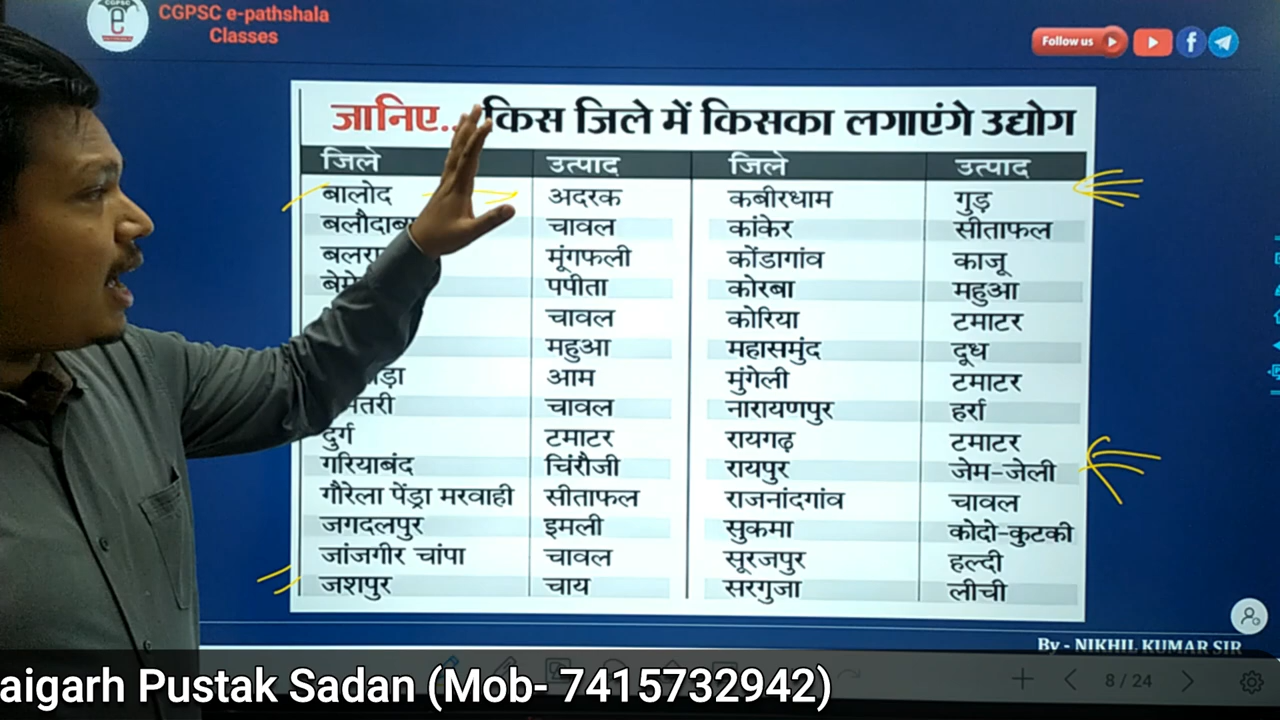 CGPSC e-pathshala
Classes
Follow us
जानिए.. किस जिले में किसका लगाएंगे उद्योग
जिले उत्पाद जिले उत्पाद
बालोद अदरक कबीरधाम गुड़
चावल कांकेर सीताफल
मूंगफली कोंडागांव काजू
पपीता कोरबा महुआ
चावल कोरिया टमाटर
महुआ महासमुंद दूध
आम मुंगेली टमाटर
चावल नारायणपुर हर्रा
दुर्ग टमाटर रायगढ़ टमाटर
गरियाबंद चिंरौजी रायपुर जेम-जेली
गौरेला पेंड्रा मरवाही सीताफल राजनांदगांव चावल
जगदलपुर इमली सुकमा कोदो-कुटकी
जांजगीर चांपा चावल सूरजपुर हल्दी
जशपुर चाय सरगुजा लीची
By - NIKHIL KUMAR SIR
8 / 24
aigarh Pustak Sadan (Mob- 7415732942)